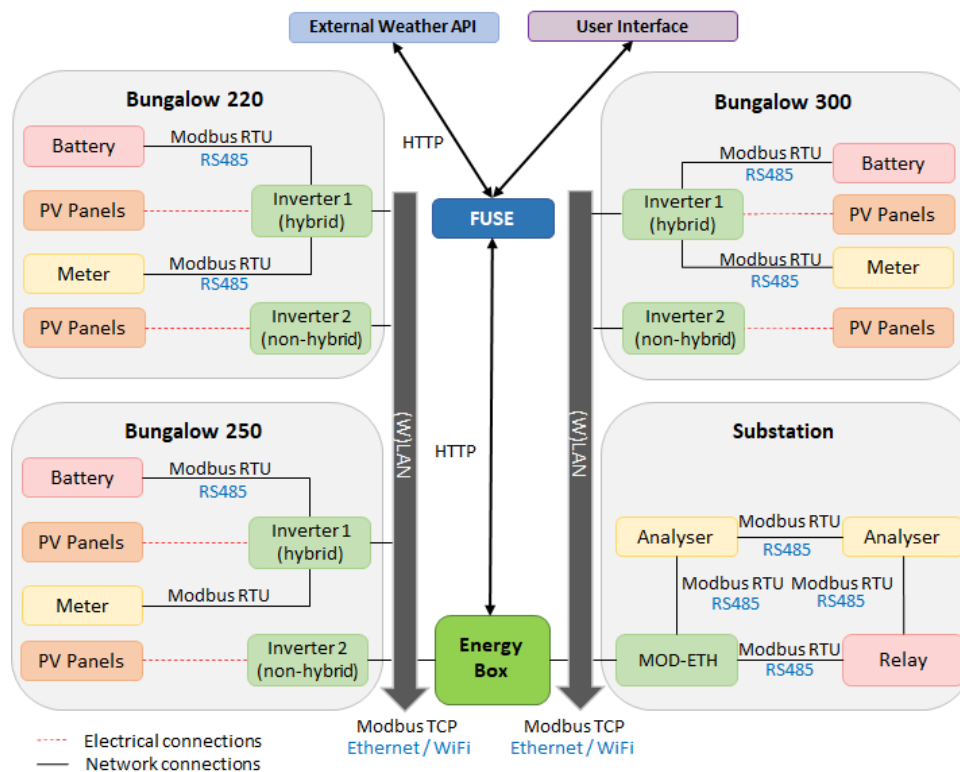 External Weather API
User Interface
Bungalow 220
Battery
Modbus RTU
RS485
PV Panels
Inverter 1
(hybrid)
Meter
Modbus RTU
RS485
PV Panels
Inverter 2
(non-hybrid)
HTTP
FUSE
Bungalow 300
Modbus RTU
RS485
Battery
Inverter 1
(hybrid)
PV Panels
Modbus RTU
RS485
Meter
Inverter 2
(non-hybrid)
PV Panels
(W)LAN
HTTP
(W)LAN
Bungalow 250
Battery
Modbus RTU
RS485
PV Panels
Inverter 1
(hybrid)
Meter
Modbus RTU
PV Panels
Inverter 2
(non-hybrid)
Energy
Box
Substation
Analyser
Modbus RTU
RS485
Analyser
Modbus RTU
RS485
Modbus RTU
RS485
MOD-ETH
Modbus RTU
RS485
Relay
Modbus TCP
Ethernet / WiFi
Modbus TCP
Ethernet / WiFi
Electrical connections
Network connections